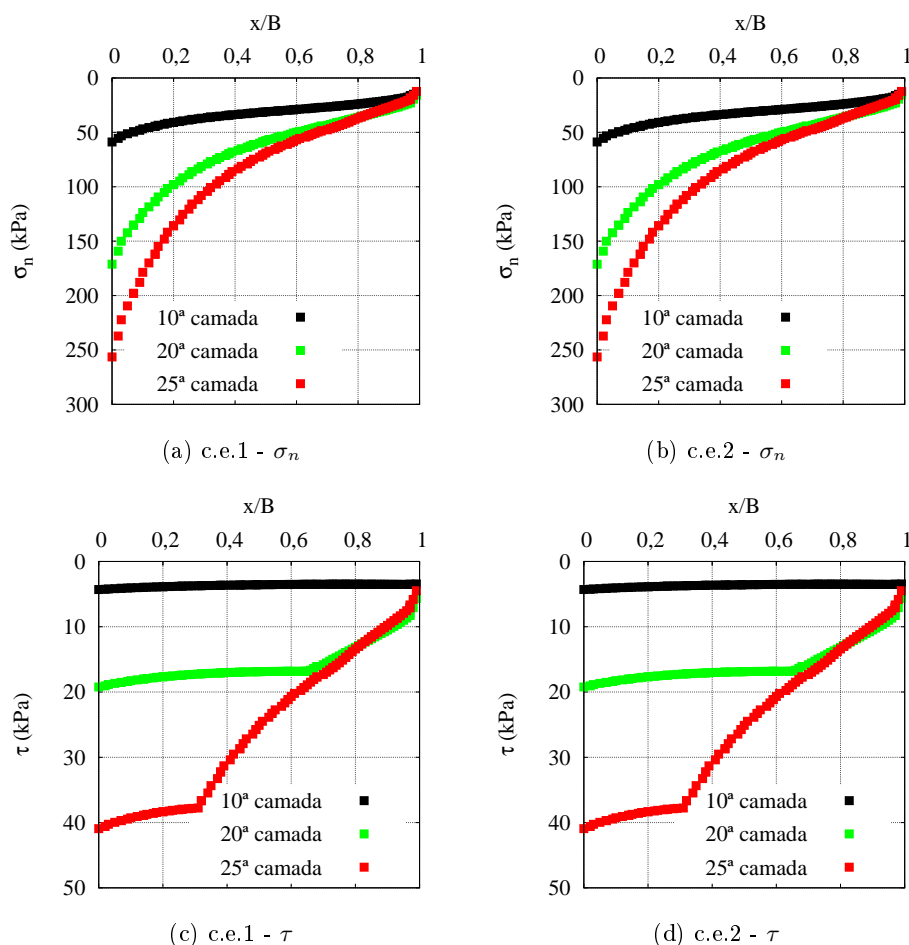 x/B
0 0,2 0,4 0,6 0,8 1
0
50
100
150
200
250
300
σn (kPa)
10ª camada
20ª camada
25ª camada
(a) c.e.1 - σn
x/B
0 0,2 0,4 0,6 0,8 1
0
50
100
150
200
250
300
σn (kPa)
10ª camada
20ª camada
25ª camada
(b) c.e.2 - σn
x/B
0 0,2 0,4 0,6 0,8 1
0
10
20
30
40
50
τ (kPa)
10ª camada
20ª camada
25ª camada
(c) c.e.1 - τ
x/B
0 0,2 0,4 0,6 0,8 1
0
10
20
30
40
50
τ (kPa)
10ª camada
20ª camada
25ª camada
(d) c.e.2 - τ